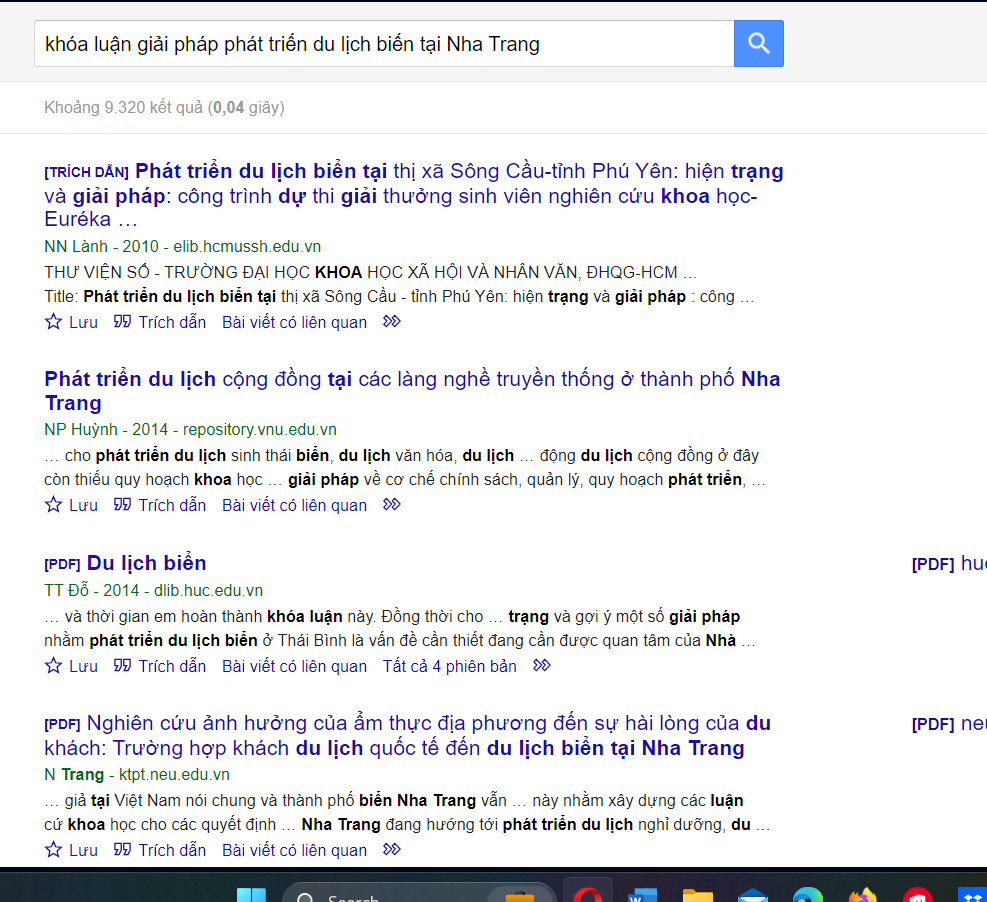 khóa luận giải pháp phát triển du lịch biển tại Nha Trang
Khoảng 9.320 kết quả (0,04 giây)
[TRÍCH DẪN] Phát triển du lịch biển tại thị xã Sông Cầu-tỉnh Phú Yên: hiện trạng
và giải pháp: công trình dự thi giải thưởng sinh viên nghiên cứu khoa học-
Euréka …
NN Lành - 2010 - elib.hcmussh.edu.vn
THƯ VIỆN SỐ - TRƯỜNG ĐẠI HỌC KHOA HỌC XÃ HỘI VÀ NHÂN VĂN, ĐHQG-HCM …
Title: Phát triển du lịch biển tại thị xã Sông Cầu - tỉnh Phú Yên: hiện trạng và giải pháp : công …
Lưu Trích dẫn Bài viết có liên quan
Phát triển du lịch cộng đồng tại các làng nghề truyền thống ở thành phố Nha
Trang
NP Huỳnh - 2014 - repository.vnu.edu.vn
… cho phát triển du lịch sinh thái biển, du lịch văn hóa, du lịch … động du lịch cộng đồng ở đây
còn thiếu quy hoạch khoa học … giải pháp về cơ chế chính sách, quản lý, quy hoạch phát triển, …
Lưu Trích dẫn Bài viết có liên quan
[PDF] Du lịch biển
[PDF] huc
TT Đỗ - 2014 - dlib.huc.edu.vn
… và thời gian em hoàn thành khóa luận này. Đồng thời cho … trạng và gợi ý một số giải pháp
nhằm phát triển du lịch biển ở Thái Bình là vấn đề cần thiết đang cần được quan tâm của Nhà …
Lưu Trích dẫn Bài viết có liên quan Tất cả 4 phiên bản
[PDF] Nghiên cứu ảnh hưởng của ẩm thực địa phương đến sự hài lòng của du
khách: Trường hợp khách du lịch quốc tế đến du lịch biển tại Nha Trang
[PDF] neu
N Trang - ktpt.neu.edu.vn
… giả tại Việt Nam nói chung và thành phố biển Nha Trang vẫn … này nhằm xây dựng các luận
cứ khoa học cho các quyết định … Nha Trang đang hướng tới phát triển du lịch nghỉ dưỡng, du …
Lưu Trích dẫn Bài viết có liên quan
Search